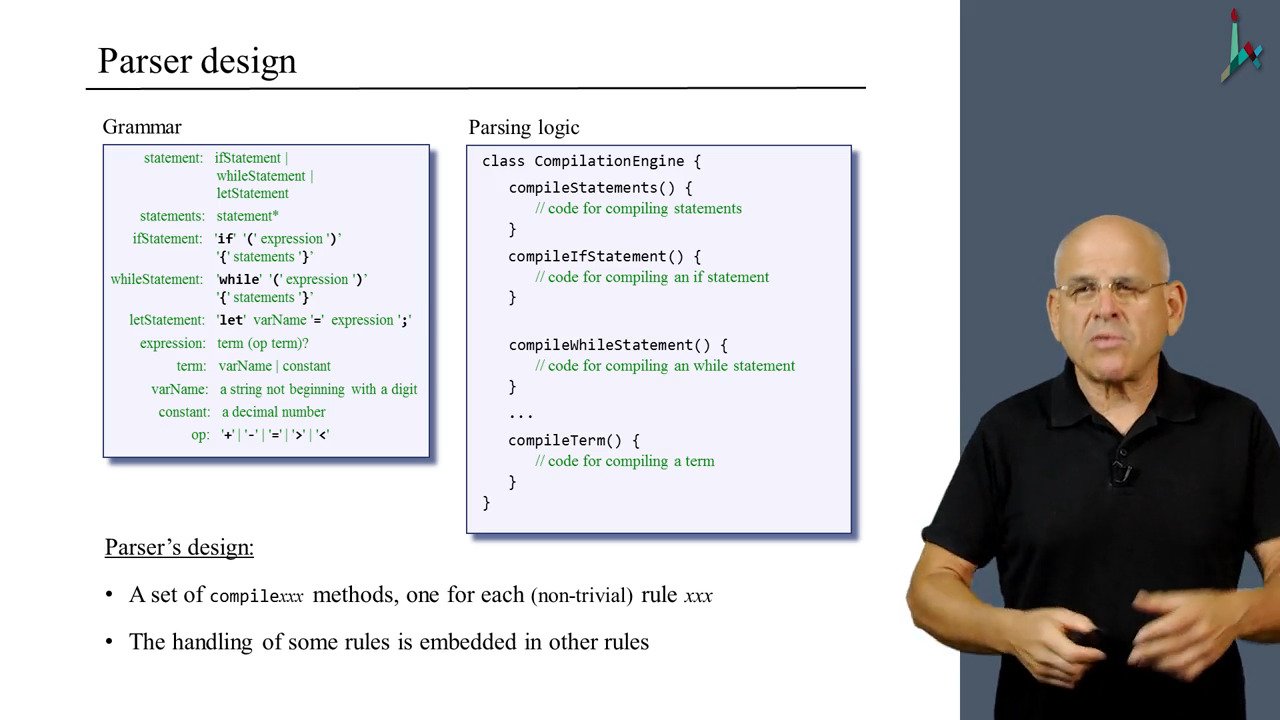 Parser design
Grammar
statement: ifStatement |
whileStatement |
letStatement
statements: statement*
ifStatement: 'if' '(' expression ')'
'{' statements '}'
whileStatement: 'while' '(' expression ')'
'{' statements '}'
letStatement: 'let' varName '=' expression ';'
expression: term (op term)?
term: varName | constant
varName: a string not beginning with a digit
constant: a decimal number
op: '+' | '-' | '=' | '>' | '<'
Parsing logic
class CompilationEngine {
compileStatements() {
// code for compiling statements
}
compileIfStatement() {
// code for compiling an if statement
}
compileWhileStatement() {
// code for compiling an while statement
}
...
compileTerm() {
// code for compiling a term
}
}
Parser's design:
• A set of compilexxx methods, one for each (non-trivial) rule xxx
• The handling of some rules is embedded in other rules